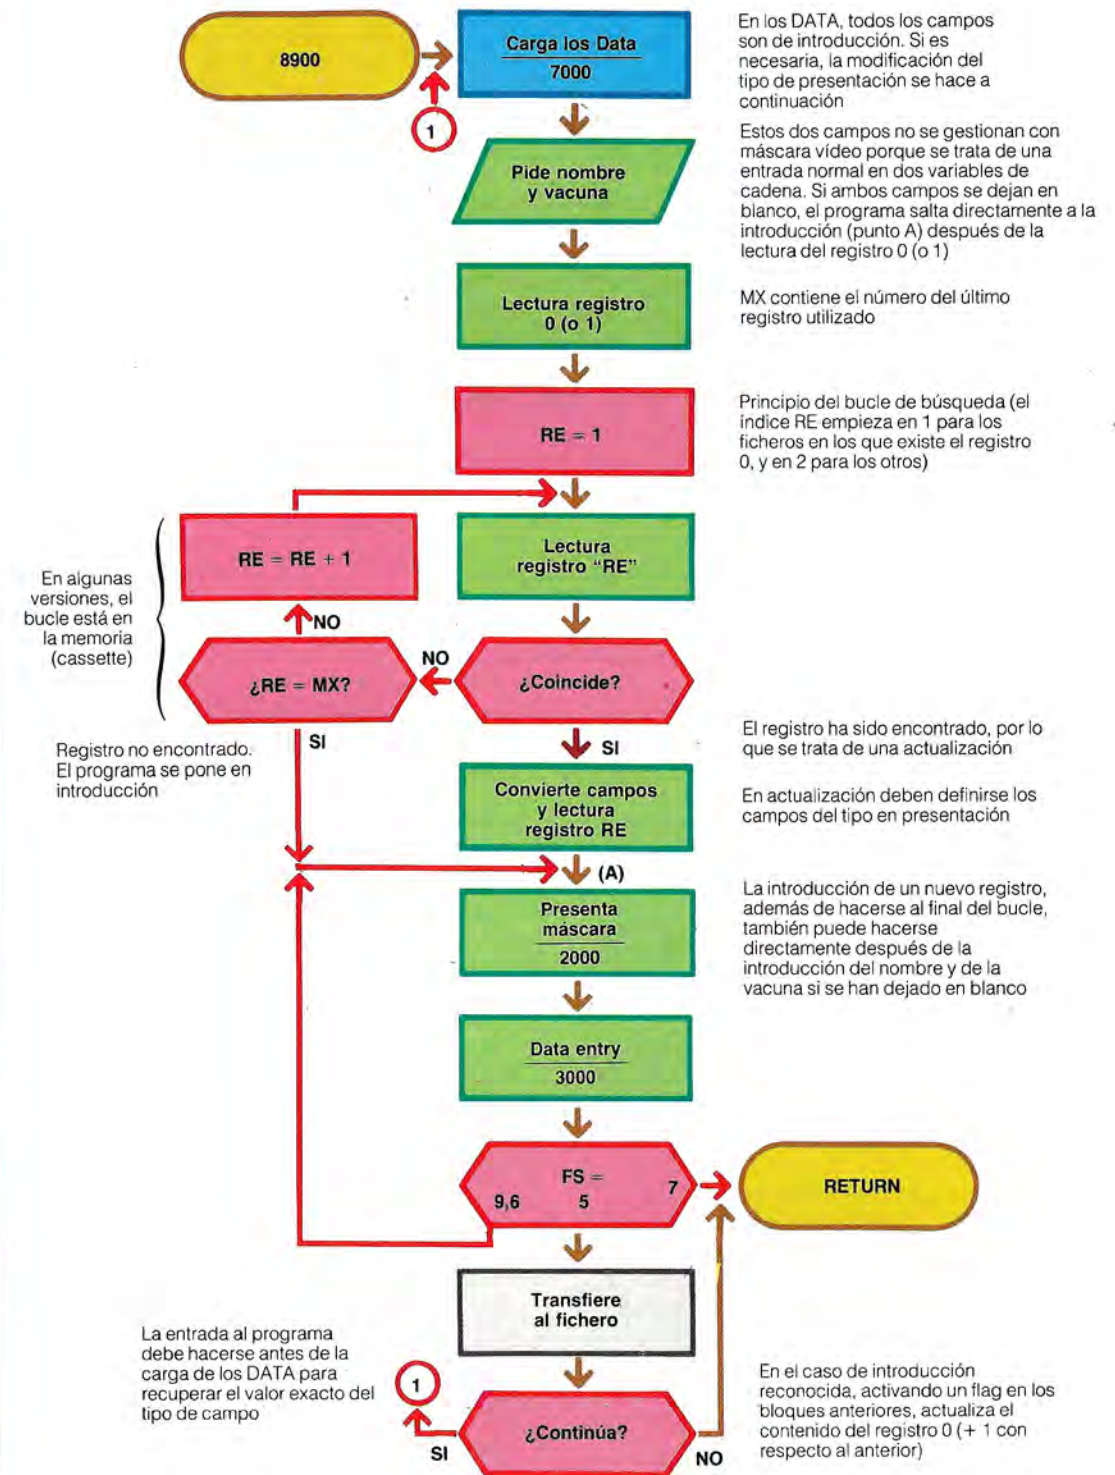 8900
Carga los Data
7000
1
En los DATA, todos los campos
son de introducción. Si es
necesaria, la modificación del
tipo de presentación se hace a
continuación
Pide nombre
y vacuna
Estos dos campos no se gestionan con
máscara vídeo porque se trata de una
entrada normal en dos variables de
cadena. Si ambos campos se dejan en
blanco, el programa salta directamente a la
introducción (punto A) después de la
lectura del registro 0 (o 1)
Lectura registro
0 (o 1)
MX contiene el número del último
registro utilizado
RE = 1
Principio del bucle de búsqueda (el
índice RE empieza en 1 para los
ficheros en los que existe el registro
0, y en 2 para los otros)
RE = RE + 1
Lectura
registro “RE”
En algunas
versiones, el
bucle está en
la memoria
(cassette)
NO
¿RE = MX?
NO
¿Coincide?
SI
SI
Registro no encontrado.
El programa se pone en
introducción
El registro ha sido encontrado, por lo
que se trata de una actualización
Convierte campos
y lectura
registro RE
En actualización deben definirse los
campos del tipo en presentación
(A)
Presenta
máscara
2000
La introducción de un nuevo registro,
además de hacerse al final del bucle,
también puede hacerse
directamente después de la
introducción del nombre y de la
vacuna si se han dejado en blanco
Data entry
3000
FS =
9,6 5 7
RETURN
Transfiere
al fichero
La entrada al programa
debe hacerse antes de la
carga de los DATA para
recuperar el valor exacto del
tipo de campo
1
SI
¿Continúa?
NO
En el caso de introducción
reconocida, activando un flag en los
bloques anteriores, actualiza el
contenido del registro 0 (+ 1 con
respecto al anterior)